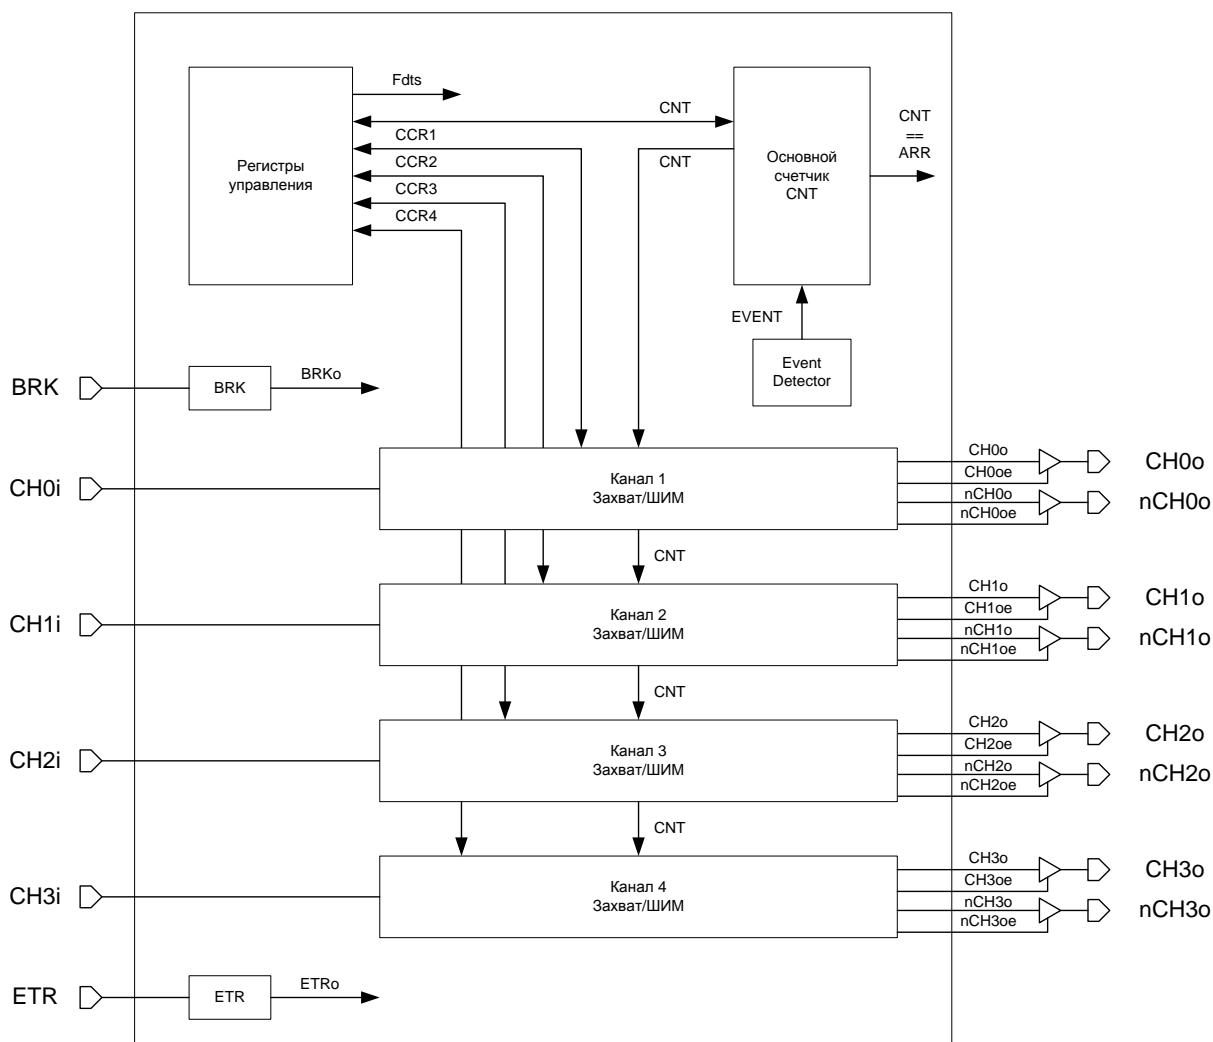 Fdts
CNT
CNT
==
ARR
CCR1
CNT
CCR2
CCR3
CCR4
Регистры
управления
Основной
счетчик
CNT
EVENT
Event
Detector
BRK
BRK
BRKo
CH0i
Канал 1
Захват/ШИМ
CH0o
CH0oe
nCH0o
nCH0oe
CH0o
nCH0o
CNT
CH1i
Канал 2
Захват/ШИМ
CH1o
CH1oe
nCH1o
nCH1oe
CH1o
nCH1o
CNT
CH2i
Канал 3
Захват/ШИМ
CH2o
CH2oe
nCH2o
nCH2oe
CH2o
nCH2o
CNT
CH3i
Канал 4
Захват/ШИМ
CH3o
CH3oe
nCH3o
nCH3oe
CH3o
nCH3o
ETR
ETR
ETRo